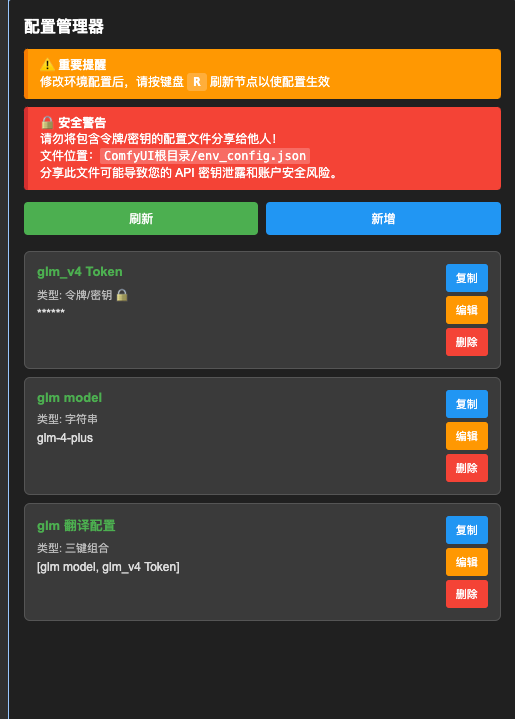 配置管理器
⚠️ 重要提醒
修改环境配置后，请按键盘 R 刷新节点以使配置生效
🔒 安全警告
请勿将包含令牌/密钥的配置文件分享给他人!
文件位置： ComfyUI根目录/env_config.json
分享此文件可能导致您的 API 密钥泄露和账户安全风险。
刷新 新增
glm_v4 Token
复制
类型: 令牌/密钥 🔒
******
编辑
删除
glm model
复制
类型: 字符串
glm-4-plus
编辑
删除
glm 翻译配置
复制
类型: 三键组合
[glm model, glm_v4 Token]
编辑
删除